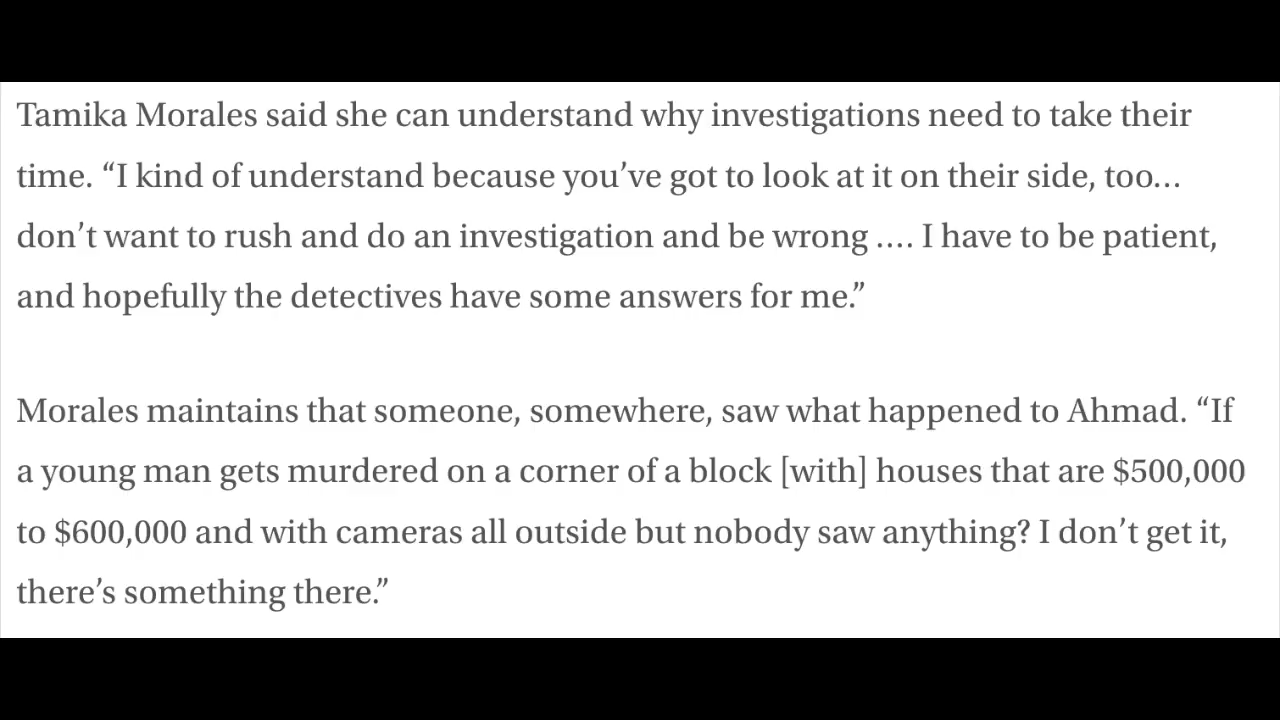 Tamika Morales said she can understand why investigations need to take their
time. “I kind of understand because you’ve got to look at it on their side, too…
don’t want to rush and do an investigation and be wrong …. I have to be patient,
and hopefully the detectives have some answers for me.”
Morales maintains that someone, somewhere, saw what happened to Ahmad. “If
a young man gets murdered on a corner of a block [with] houses that are $500,000
to $600,000 and with cameras all outside but nobody saw anything? I don’t get it,
there’s something there.”